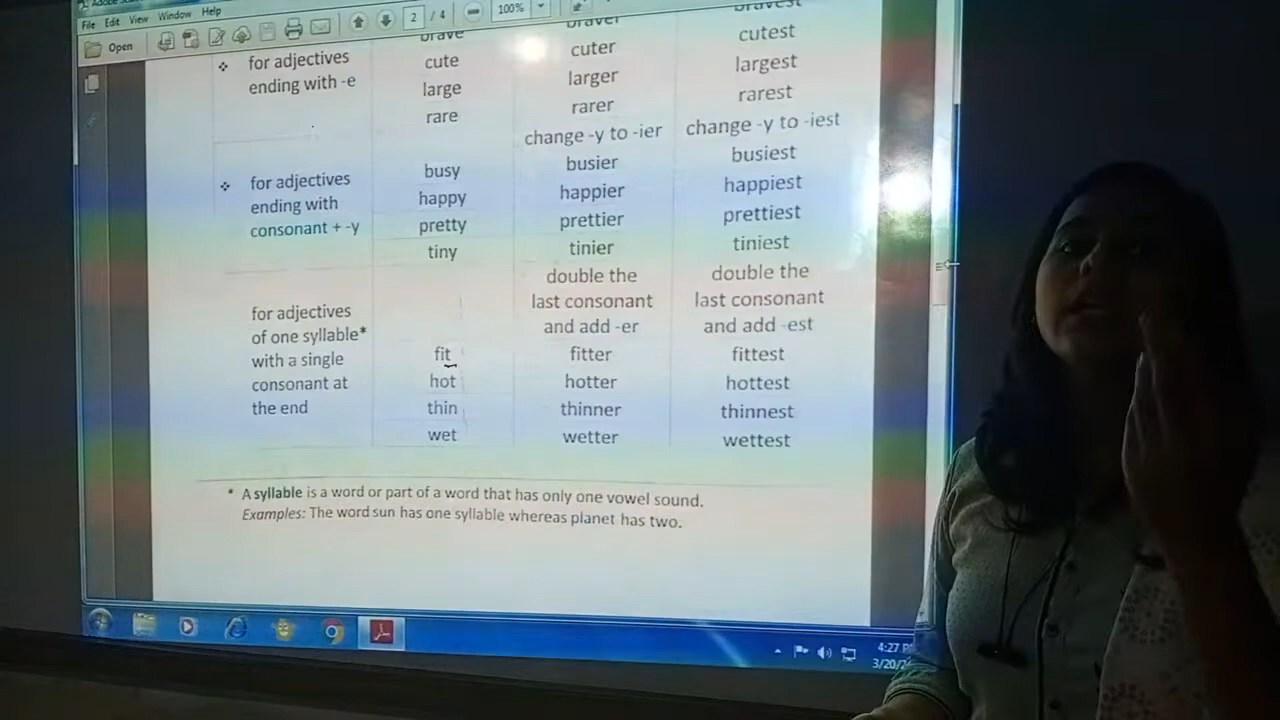 File Edit View Window Help
Open
2 / 4
100%
brave braver bravest
for adjectives
ending with -e
cute cuter cutest
large larger largest
rare rarer rarest
change -y to -ier change -y to -iest
for adjectives
ending with
consonant + -y
busy busier busiest
happy happier happiest
pretty prettier prettiest
tiny tinier tiniest
for adjectives
of one syllable*
with a single
consonant at
the end
double the
last consonant
and add -er
double the
last consonant
and add -est
fit fitter fittest
hot hotter hottest
thin thinner thinnest
wet wetter wettest
* A syllable is a word or part of a word that has only one vowel sound.
Examples: The word sun has one syllable whereas planet has two.
4:27
3/20/2